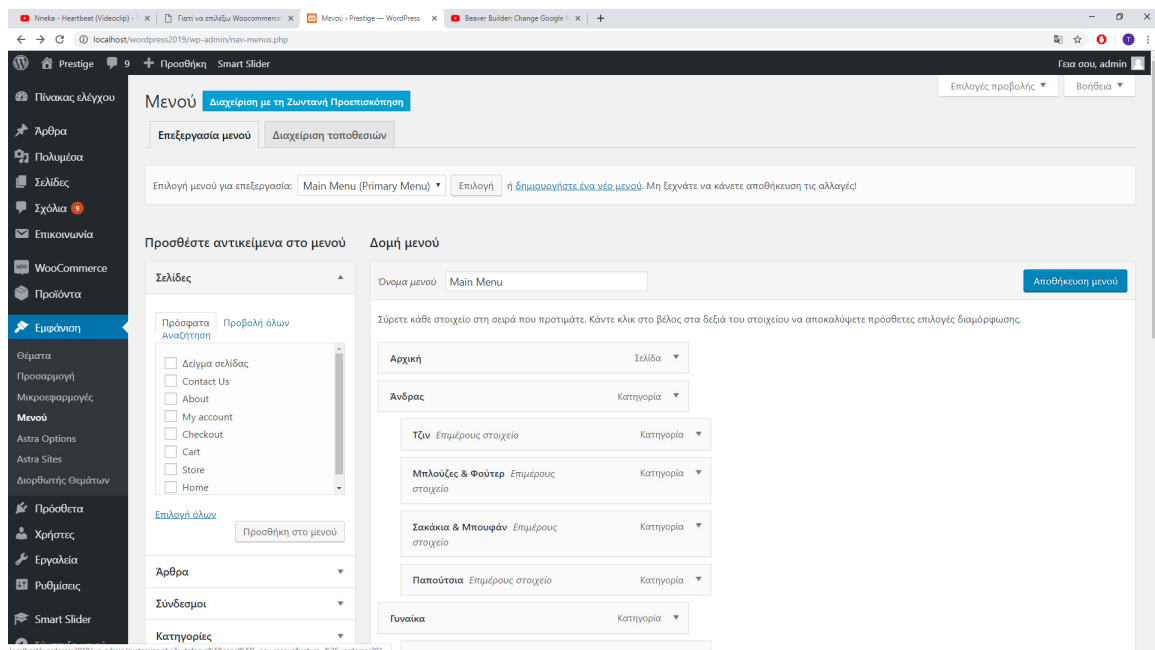 Nneka - Heartbeat (Videoclip) -
Γιατί να επιλέξω Woocommerce
Μενού ‹ Prestige — WordPress
Beaver Builder: Change Google
localhost/wordpress2019/wp-admin/nav-menus.php
Prestige 9 Προσθήκη Smart Slider
Γεια σου, admin
Πίνακας ελέγχου
Άρθρα
Πολυμέσα
Σελίδες
Σχόλια 9
Επικοινωνία
WooCommerce
Προϊόντα
Εμφάνιση
Θέματα
Προσαρμογή
Μικροεφαρμογές
Μενού
Astra Options
Astra Sites
Διορθωτής Θεμάτων
Πρόσθετα
Χρήστες
Εργαλεία
Ρυθμίσεις
Smart Slider
Επιλογές προβολής
Βοήθεια
Μενού Διαχείριση με τη Ζωντανή Προεπισκόπηση
Επεξεργασία μενού Διαχείριση τοποθεσιών
Επιλογή μενού για επεξεργασία: Main Menu (Primary Menu) Επιλογή ή δημιουργήστε ένα νέο μενού. Μη ξεχνάτε να κάνετε αποθήκευση τις αλλαγές!
Προσθέστε αντικείμενα στο μενού
Σελίδες
Πρόσφατα Προβολή όλων
Αναζήτηση
Δείγμα σελίδας
Contact Us
About
My account
Checkout
Cart
Store
Home
Επιλογή όλων
Προσθήκη στο μενού
Άρθρα
Σύνδεσμοι
Κατηγορίες
Δομή μενού
Όνομα μενού Main Menu
Αποθήκευση μενού
Σύρετε κάθε στοιχείο στη σειρά που προτιμάτε. Κάντε κλικ στο βέλος στα δεξιά του στοιχείου να αποκαλύψετε πρόσθετες επιλογές διαμόρφωσης.
Αρχική Σελίδα
Άνδρας Κατηγορία
Τζιν Επιμέρους στοιχείο Κατηγορία
Μπλούζες & Φούτερ Επιμέρους Κατηγορία
στοιχείο
Σακάκια & Μπουφάν Επιμέρους Κατηγορία
στοιχείο
Παπούτσια Επιμέρους στοιχείο Κατηγορία
Γυναίκα Κατηγορία